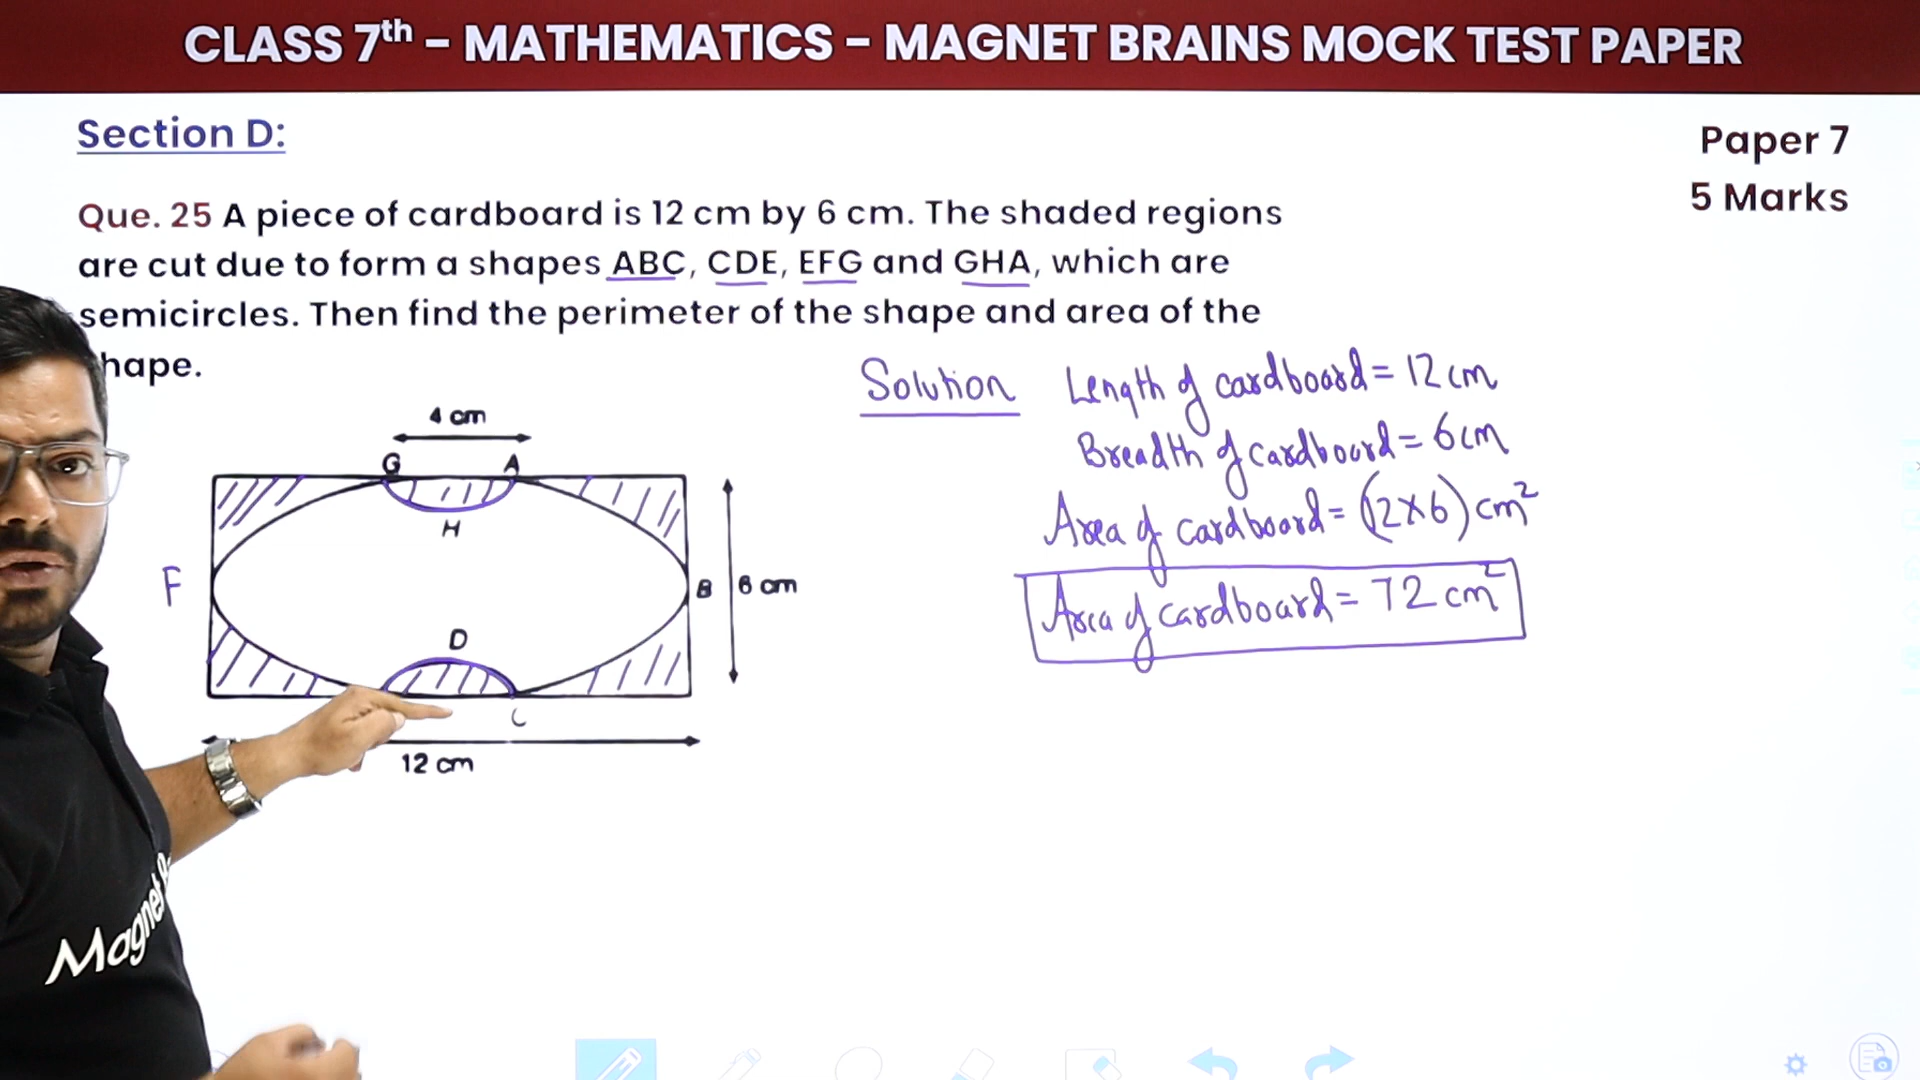 CLASS 7th – MATHEMATICS – MAGNET BRAINS MOCK TEST PAPER
Section D:
Paper 7
5 Marks
Que. 25 A piece of cardboard is 12 cm by 6 cm. The shaded regions
are cut due to form a shapes ABC, CDE, EFG and GHA, which are
semicircles. Then find the perimeter of the shape and area of the
hape.
Solution Length of cardboard = 12 cm
Breadth of cardboard = 6 cm
Area of cardboard = (12×6) cm²
Area of cardboard = 72 cm²
4 cm
G A
H
F
B 6 cm
D
C
12 cm
Magnet